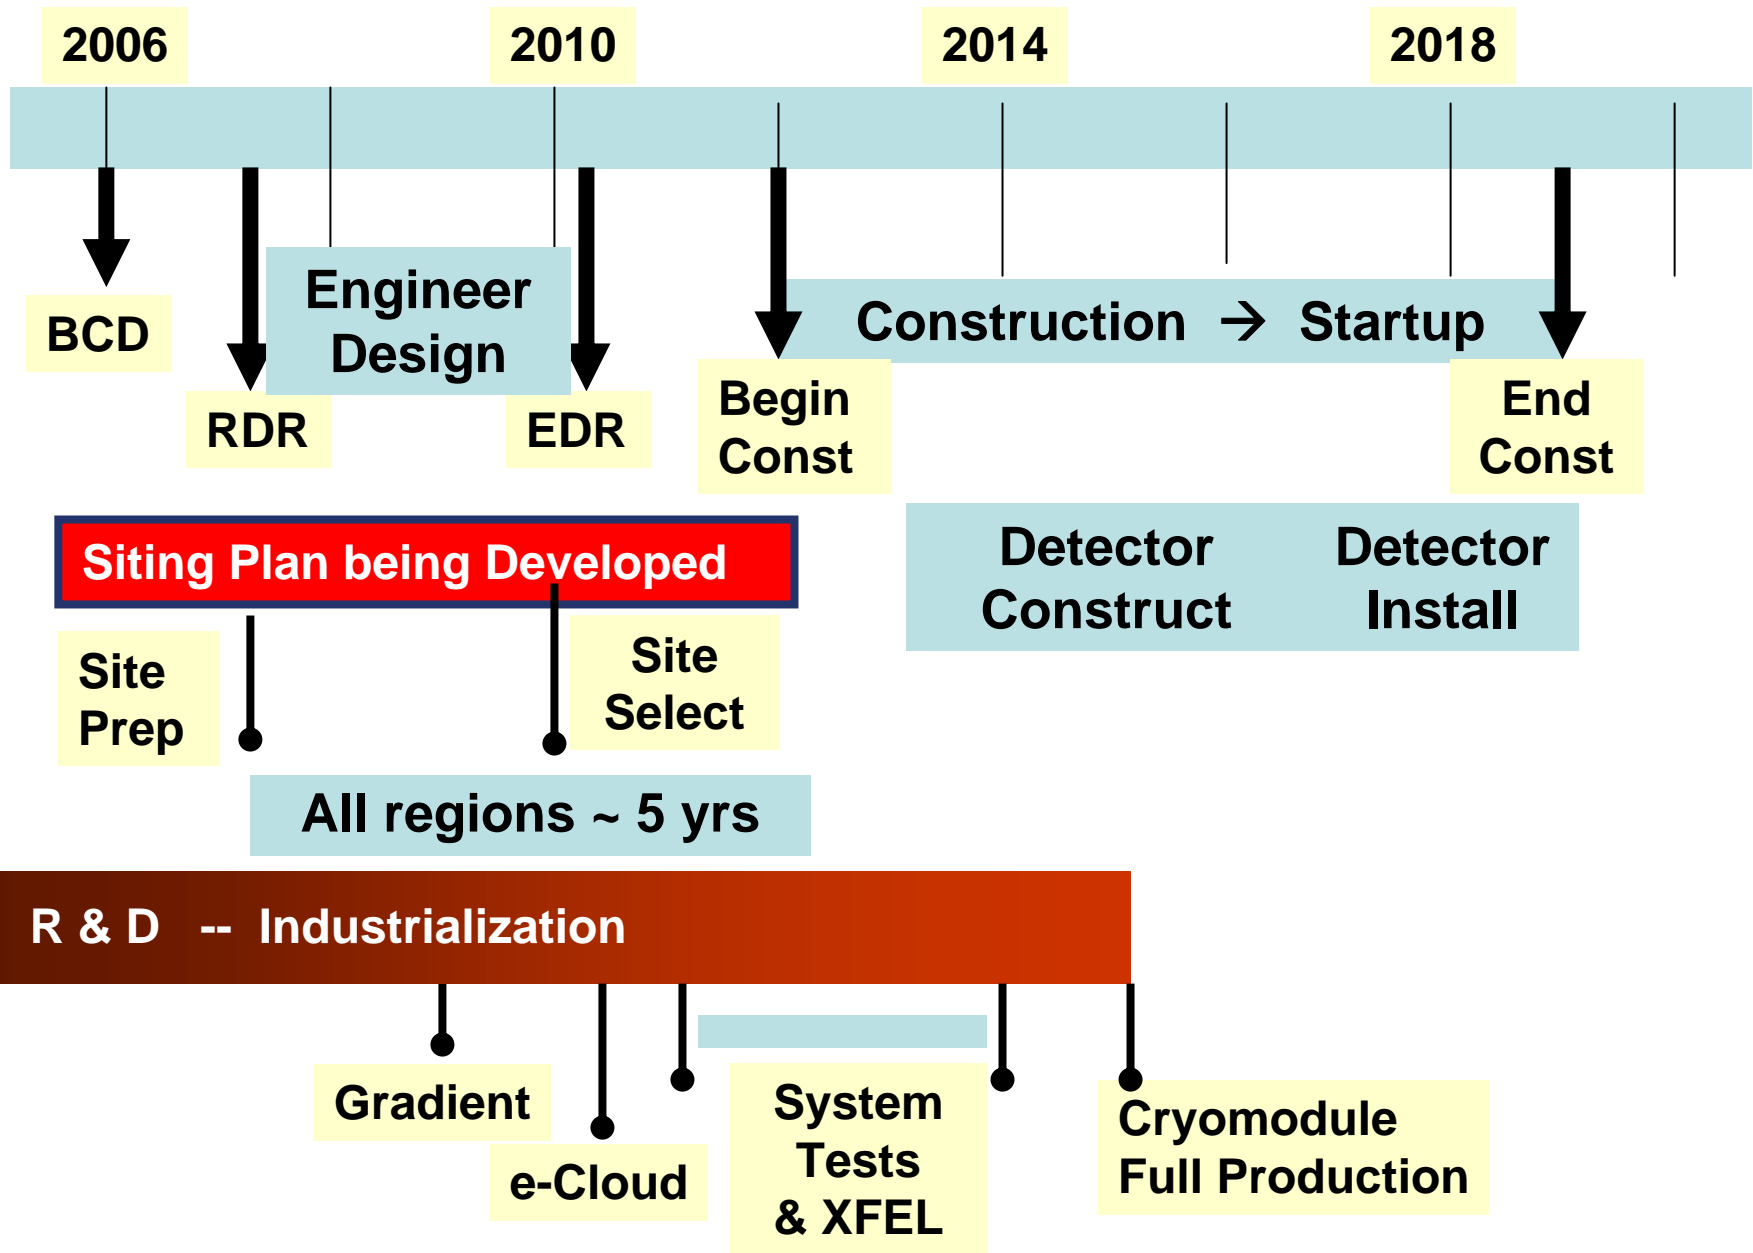 2006
2010
2014
2018
Engineer
Design
Construction → Startup
BCD
RDR
EDR
Begin
Const
End
Const
Siting Plan being Developed
Detector
Construct
Detector
Install
Site
Prep
Site
Select
All regions ~ 5 yrs
R & D -- Industrialization
Gradient
e-Cloud
System
Tests
& XFEL
Cryomodule
Full Production